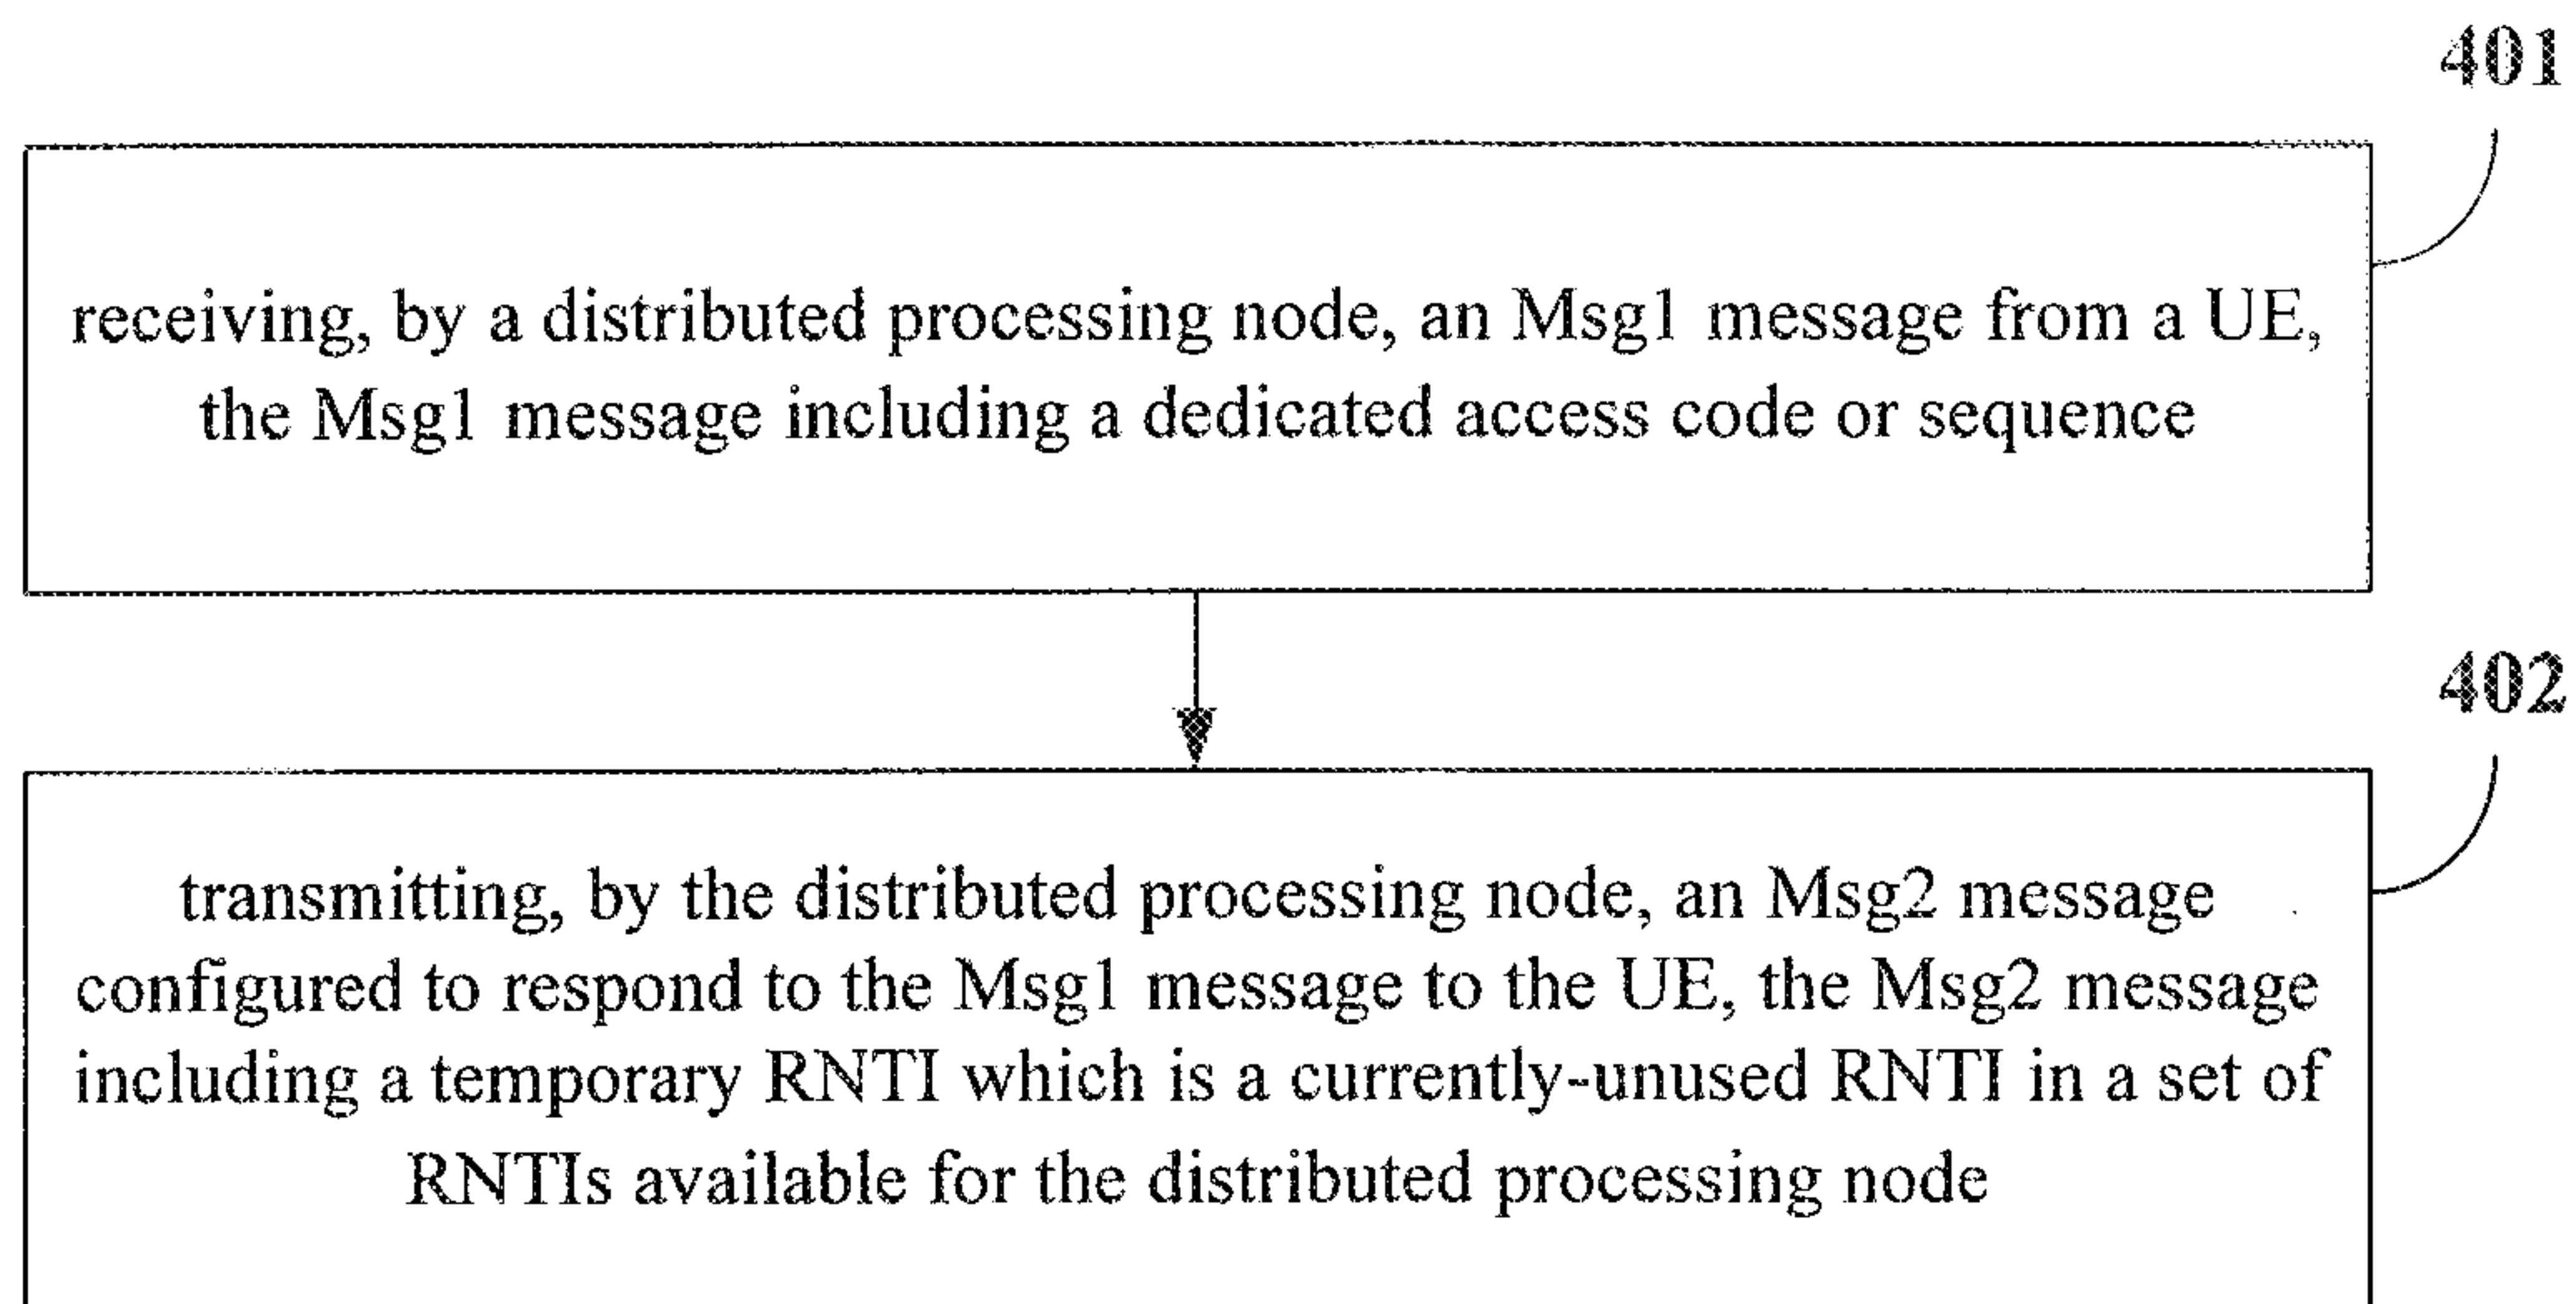 401
receiving, by a distributed processing node, an Msg1 message from a UE,
the Msg1 message including a dedicated access code or sequence
402
transmitting, by the distributed processing node, an Msg2 message
configured to respond to the Msg1 message to the UE, the Msg2 message
including a temporary RNTI which is a currently-unused RNTI in a set of
RNTIs available for the distributed processing node